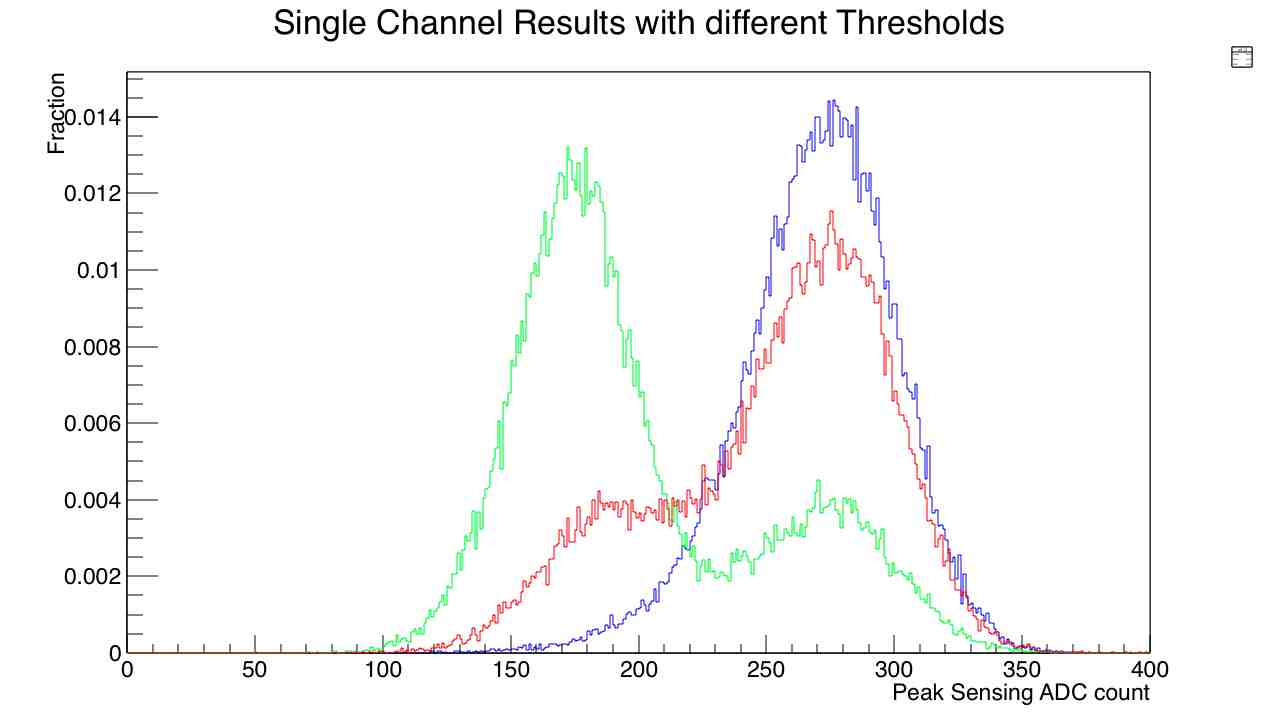 Single Channel Results with different Thresholds
Fraction
0.014
0.012
0.01
0.008
0.006
0.004
0.002
0
0 50 100 150 200 250 300 350 400
Peak Sensing ADC count